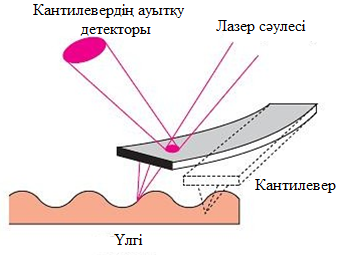 Кантилевердің ауытқу
детекторы
Лазер сәулесі
Кантилевер
Үлгі